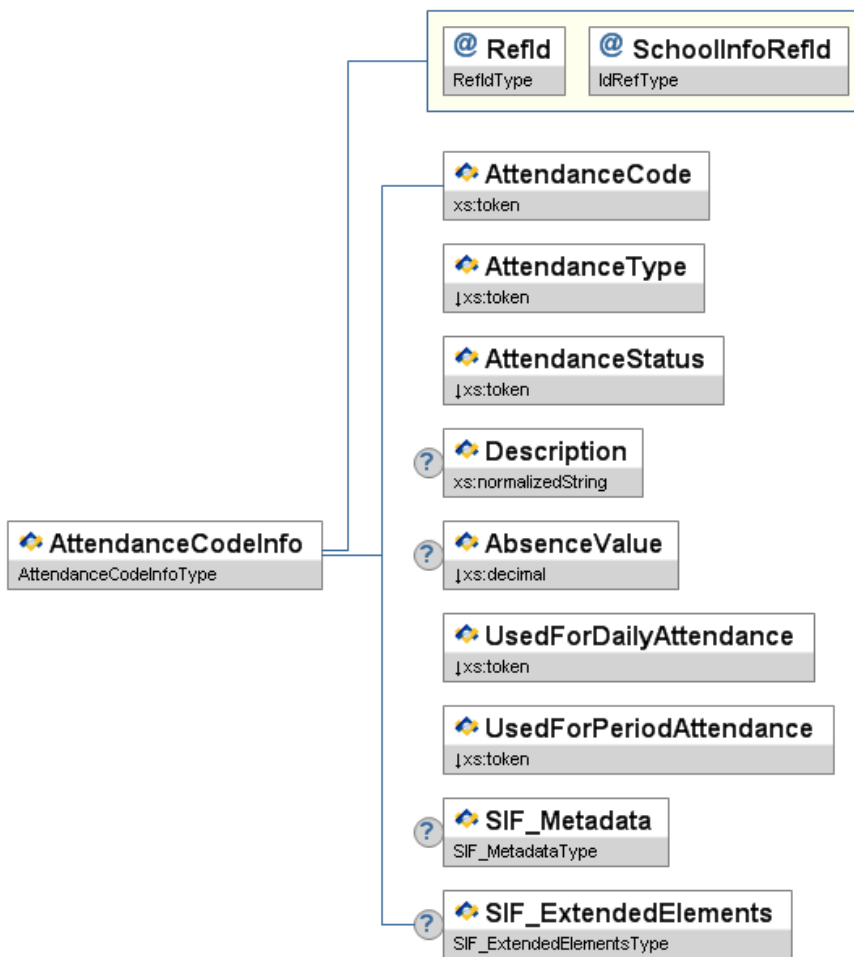 @ RefId
RefIdType
@ SchoolInfoRefId
IdRefType
AttendanceCode
xs:token
AttendanceType
↓xs:token
AttendanceStatus
↓xs:token
? Description
xs:normalizedString
AttendanceCodeInfo
AttendanceCodeInfoType
? AbsenceValue
↓xs:decimal
UsedForDailyAttendance
↓xs:token
UsedForPeriodAttendance
↓xs:token
? SIF_Metadata
SIF_MetadataType
? SIF_ExtendedElements
SIF_ExtendedElementsType